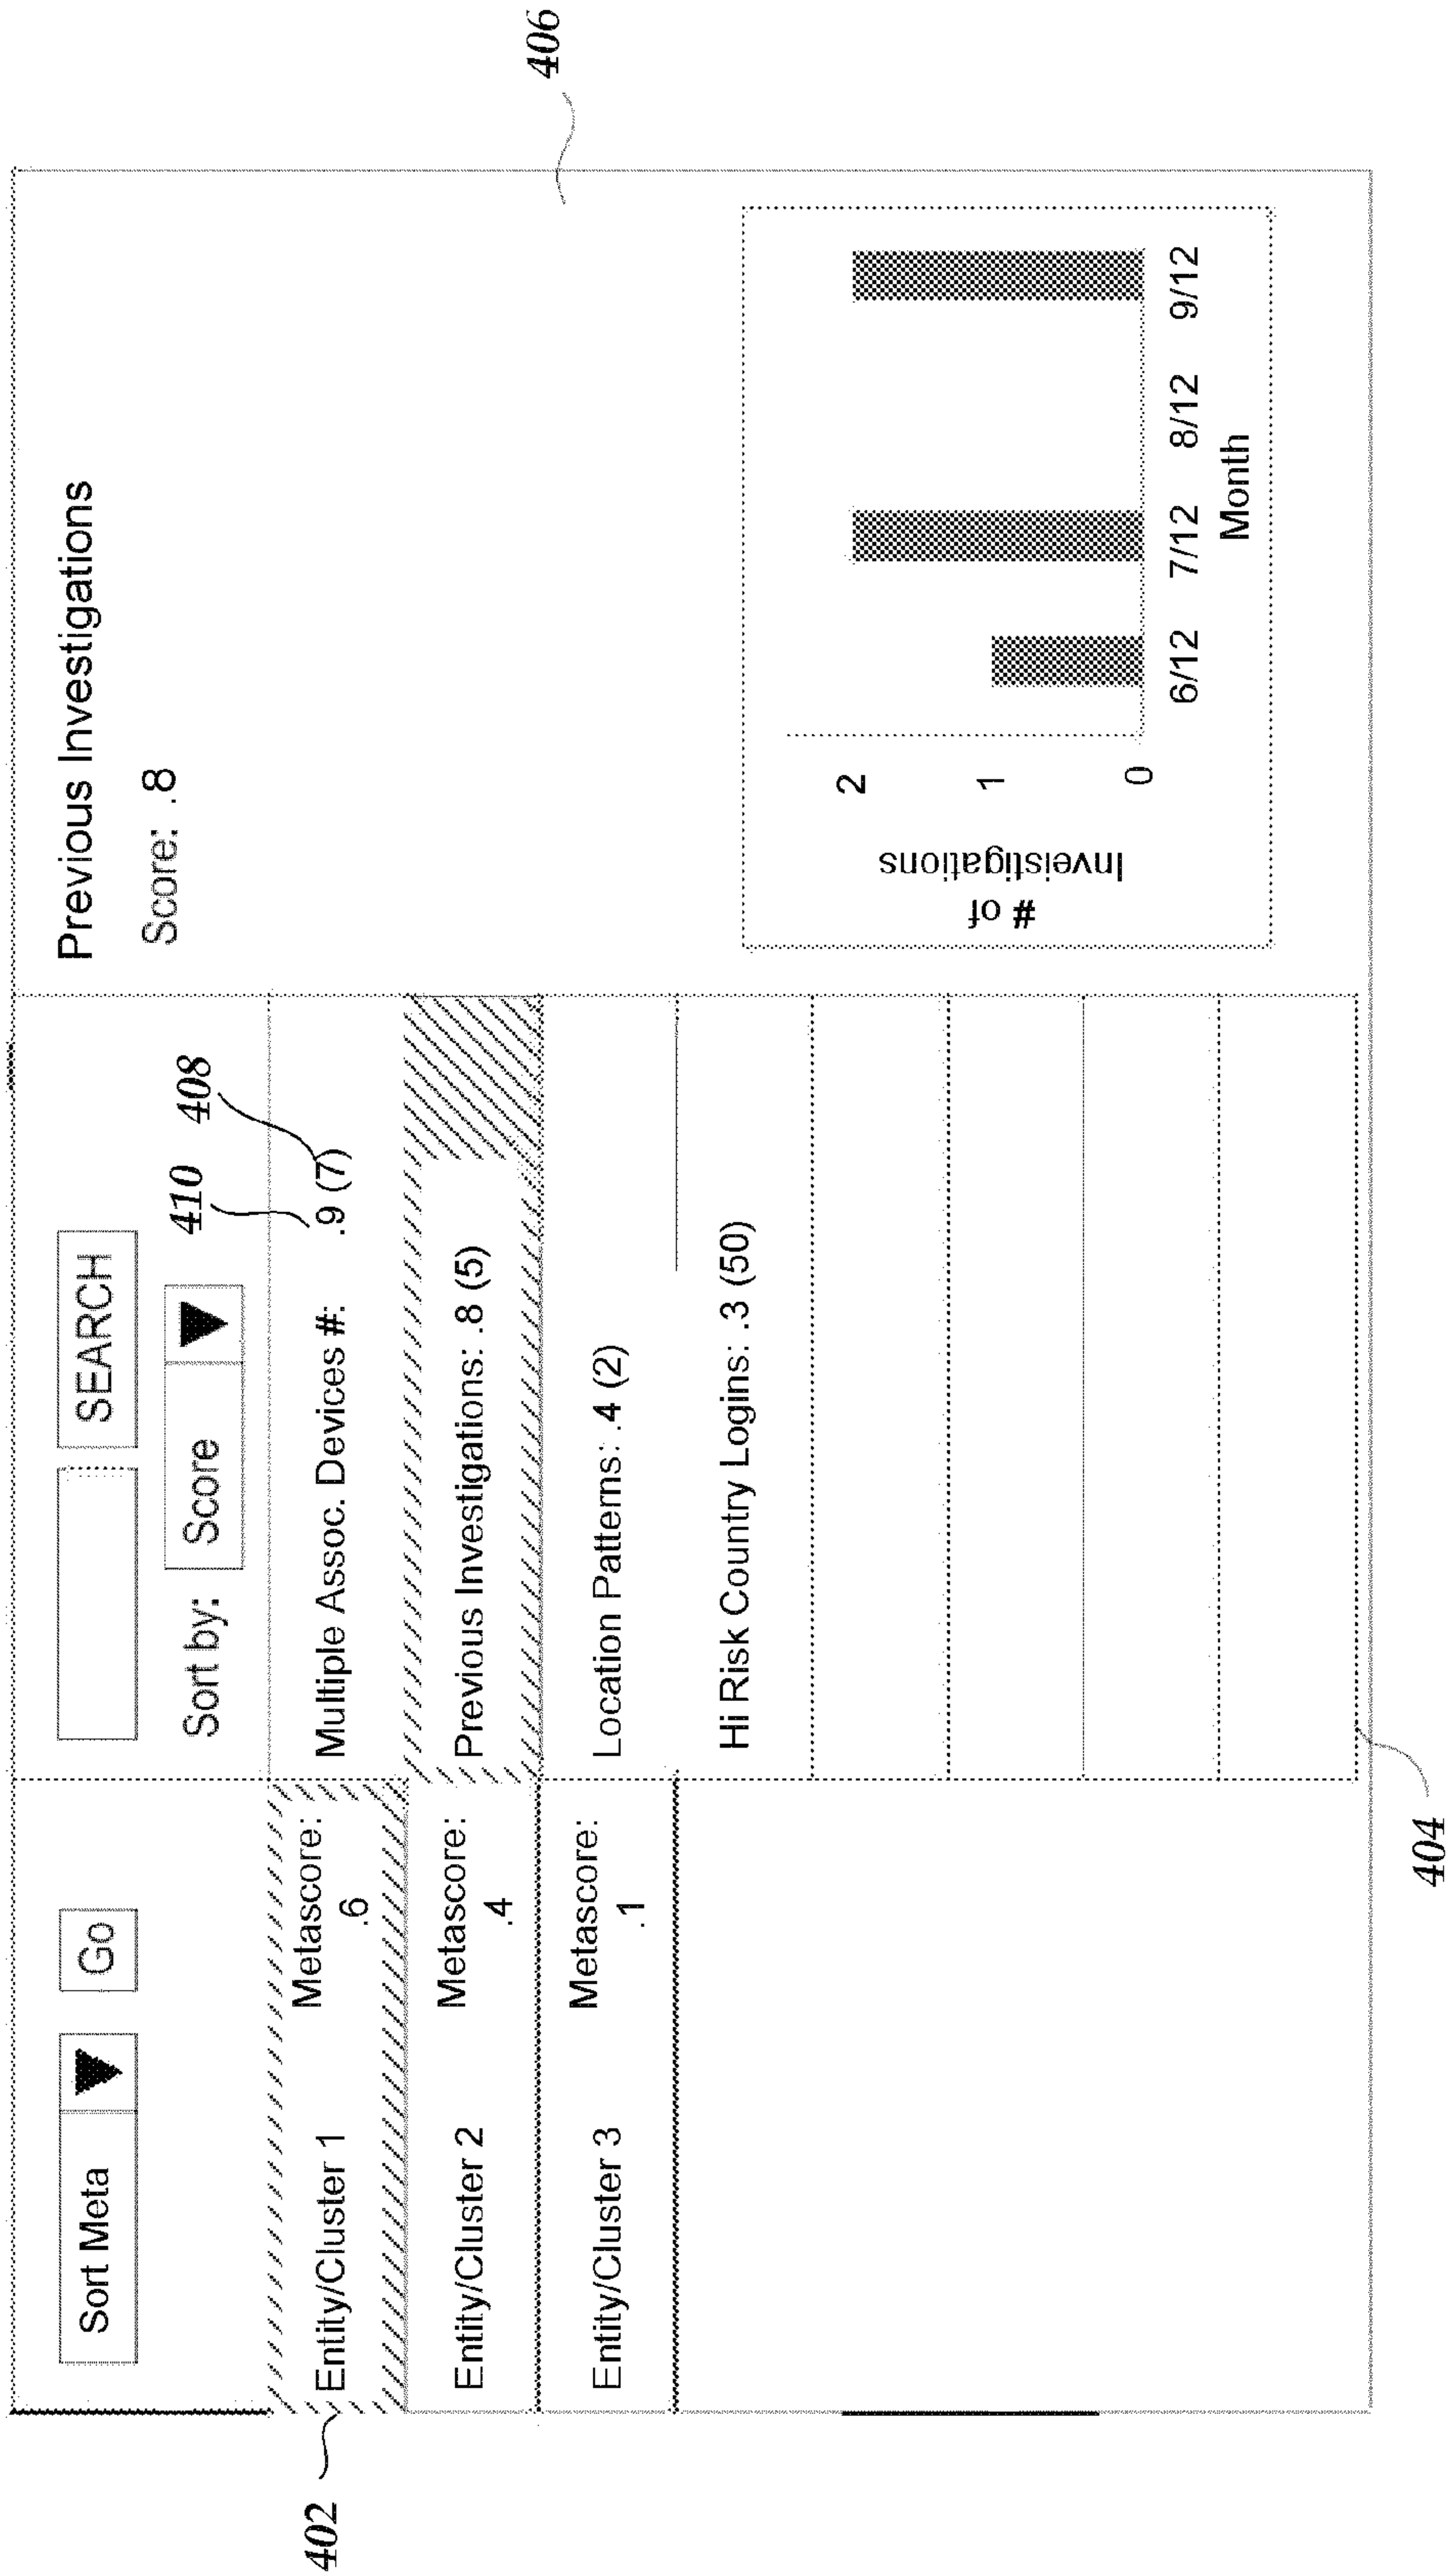 Sort Meta
Go
SEARCH
Sort by:
Score
Previous Investigations
Score: .8
410
408
406
402
Entity/Cluster 1
Metascore:
.6
Entity/Cluster 2
Metascore:
.4
Entity/Cluster 3
Metascore:
.1
Multiple Assoc. Devices #:
.9 (7)
Previous Investigations: .8 (5)
Location Patterns: .4 (2)
Hi Risk Country Logins: .3 (50)
# of
Inveistigations
2
1
0
6/12
7/12
8/12
9/12
Month
404